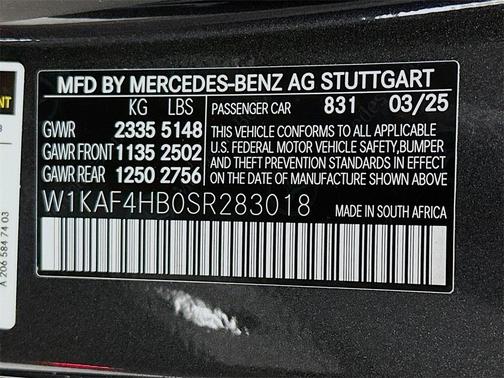 MFD BY MERCEDES-BENZ AG STUTTGART
KG LBS PASSENGER CAR 831 03/25
GVWR 2335 5148
GAWR FRONT 1135 2502
GAWR REAR 1250 2756
THIS VEHICLE CONFORMS TO ALL APPLICABLE
U.S. FEDERAL MOTOR VEHICLE SAFETY,BUMPER
AND THEFT PREVENTION STANDARDS IN EFFECT
ON THE DATE OF MANUFACTURE SHOWN ABOVE
W1KAF4HB0SR283018 MADE IN SOUTH AFRICA
A 206 584 74 03